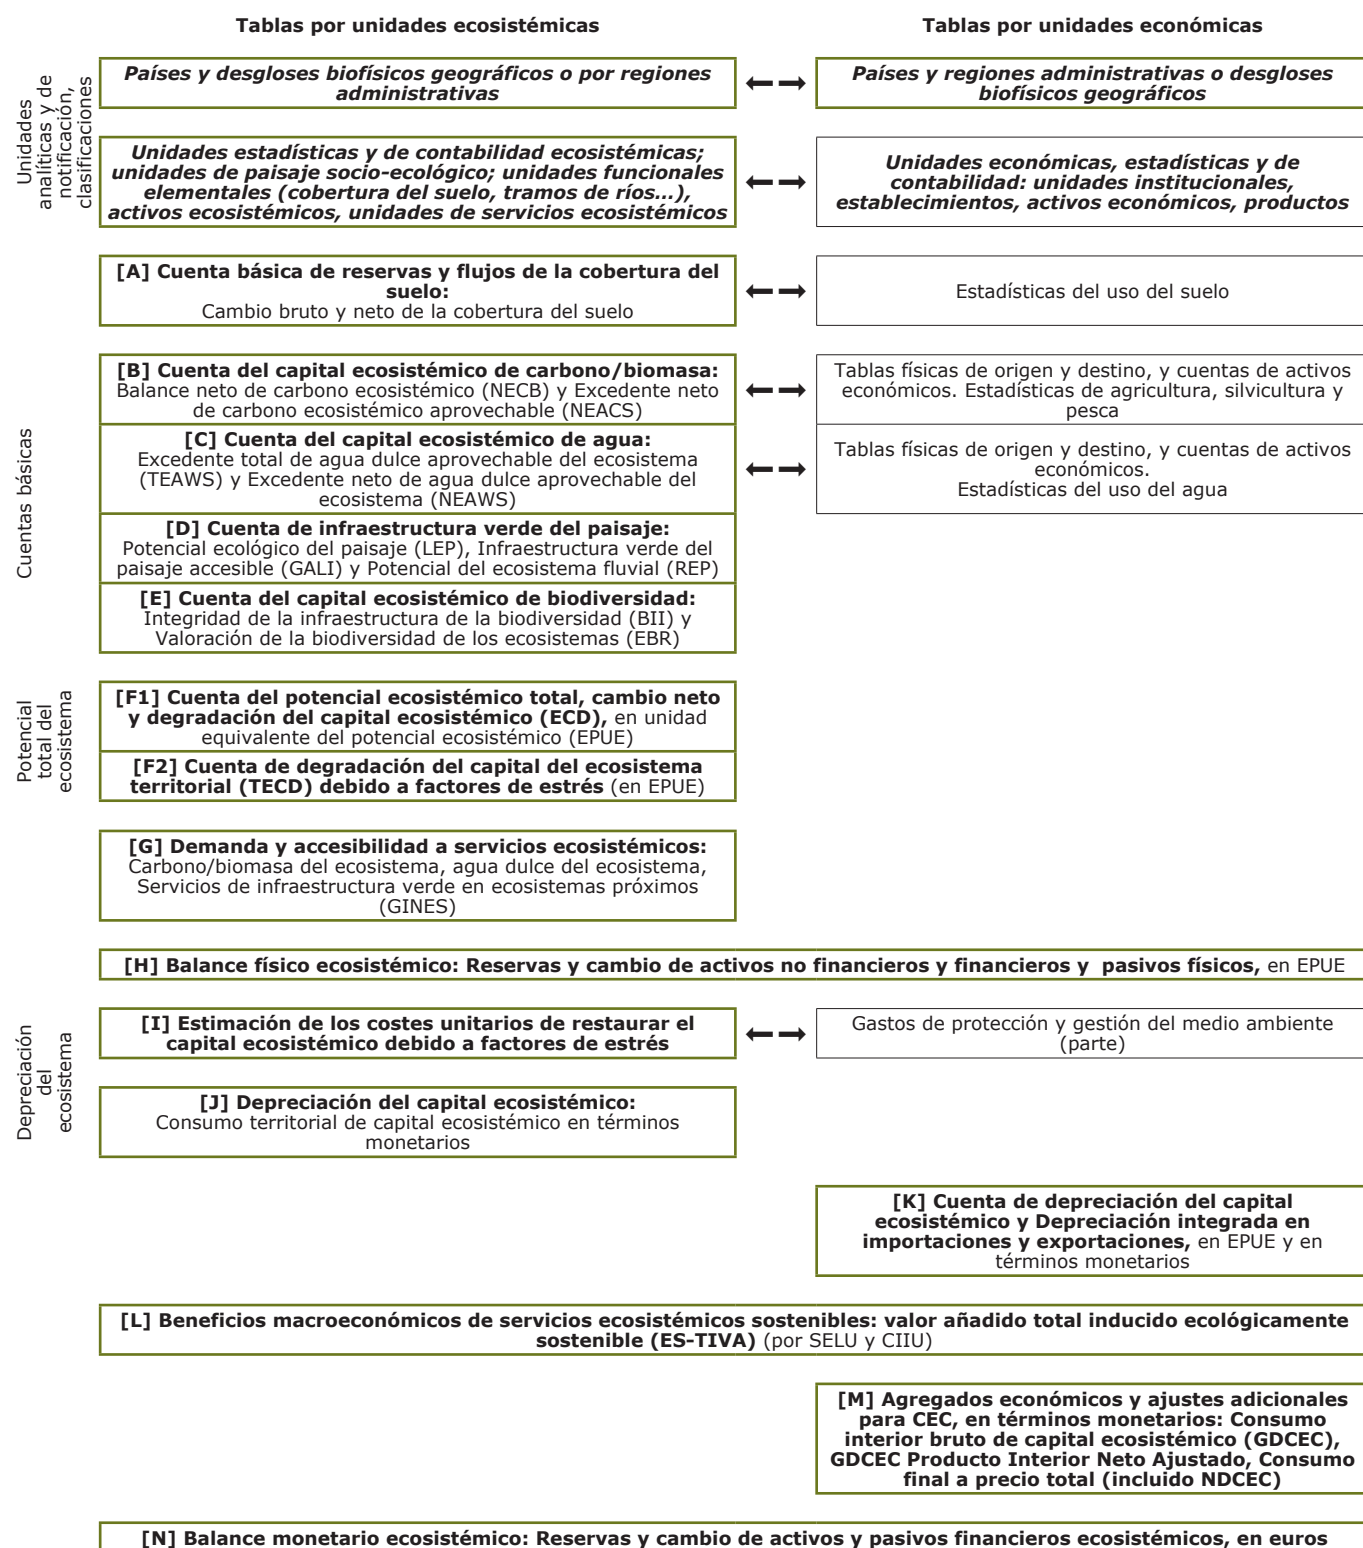 Tablas por unidades ecosistémicas
Tablas por unidades económicas
Unidades
analíticas y de
notificación,
clasificaciones
Países y desgloses biofísicos geográficos o por regiones
administrativas
Países y regiones administrativas o desgloses
biofísicos geográficos
Unidades estadísticas y de contabilidad ecosistémicas;
unidades de paisaje socio-ecológico; unidades funcionales
elementales (cobertura del suelo, tramos de ríos...),
activos ecosistémicos, unidades de servicios ecosistémicos
Unidades económicas, estadísticas y de
contabilidad: unidades institucionales,
establecimientos, activos económicos, productos
[A] Cuenta básica de reservas y flujos de la cobertura del
suelo:
Cambio bruto y neto de la cobertura del suelo
Estadísticas del uso del suelo
Cuentas básicas
[B] Cuenta del capital ecosistémico de carbono/biomasa:
Balance neto de carbono ecosistémico (NECB) y Excedente neto
de carbono ecosistémico aprovechable (NEACS)
Tablas físicas de origen y destino, y cuentas de activos
económicos. Estadísticas de agricultura, silvicultura y
pesca
[C] Cuenta del capital ecosistémico de agua:
Excedente total de agua dulce aprovechable del ecosistema
(TEAWS) y Excedente neto de agua dulce aprovechable del
ecosistema (NEAWS)
Tablas físicas de origen y destino, y cuentas de activos
económicos.
Estadísticas del uso del agua
[D] Cuenta de infraestructura verde del paisaje:
Potencial ecológico del paisaje (LEP), Infraestructura verde del
paisaje accesible (GALI) y Potencial del ecosistema fluvial (REP)
[E] Cuenta del capital ecosistémico de biodiversidad:
Integridad de la infraestructura de la biodiversidad (BII) y
Valoración de la biodiversidad de los ecosistemas (EBR)
Potencial
total del
ecosistema
[F1] Cuenta del potencial ecosistémico total, cambio neto
y degradación del capital ecosistémico (ECD), en unidad
equivalente del potencial ecosistémico (EPUE)
[F2] Cuenta de degradación del capital del ecosistema
territorial (TECD) debido a factores de estrés (en EPUE)
[G] Demanda y accesibilidad a servicios ecosistémicos:
Carbono/biomasa del ecosistema, agua dulce del ecosistema,
Servicios de infraestructura verde en ecosistemas próximos
(GINES)
[H] Balance físico ecosistémico: Reservas y cambio de activos no financieros y financieros y pasivos físicos, en EPUE
Depreciación
del
ecosistema
[I] Estimación de los costes unitarios de restaurar el
capital ecosistémico debido a factores de estrés
Gastos de protección y gestión del medio ambiente
(parte)
[J] Depreciación del capital ecosistémico:
Consumo territorial de capital ecosistémico en términos
monetarios
[K] Cuenta de depreciación del capital
ecosistémico y Depreciación integrada en
importaciones y exportaciones, en EPUE y en
términos monetarios
[L] Beneficios macroeconómicos de servicios ecosistémicos sostenibles: valor añadido total inducido ecológicamente
sostenible (ES-TIVA) (por SELU y CIIU)
[M] Agregados económicos y ajustes adicionales
para CEC, en términos monetarios: Consumo
interior bruto de capital ecosistémico (GDCEC),
GDCEC Producto Interior Neto Ajustado, Consumo
final a precio total (incluido NDCEC)
[N] Balance monetario ecosistémico: Reservas y cambio de activos y pasivos financieros ecosistémicos, en euros